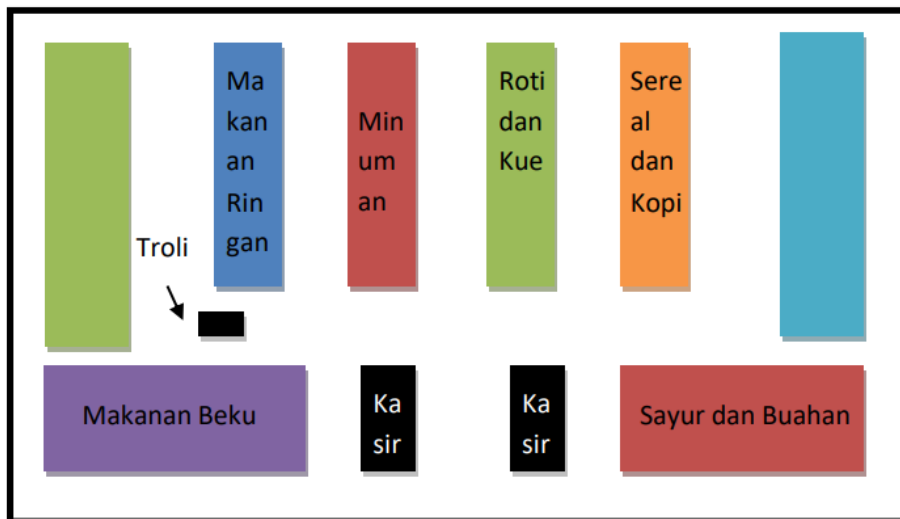 Ma
kan
an
Rin
gan
Min
um
an
Roti
dan
Kue
Sere
al
dan
Kopi
Troli
Makanan Beku
Ka
sir
Ka
sir
Sayur dan Buahan